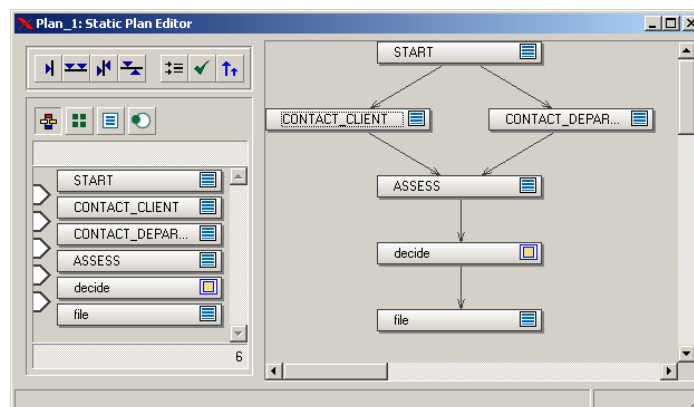 Plan_1: Static Plan Editor
START
CONTACT_CLIENT
CONTACT_DEPAR...
ASSESS
decide
file
6
START
CONTACT_CLIENT
CONTACT_DEPAR...
ASSESS
decide
file